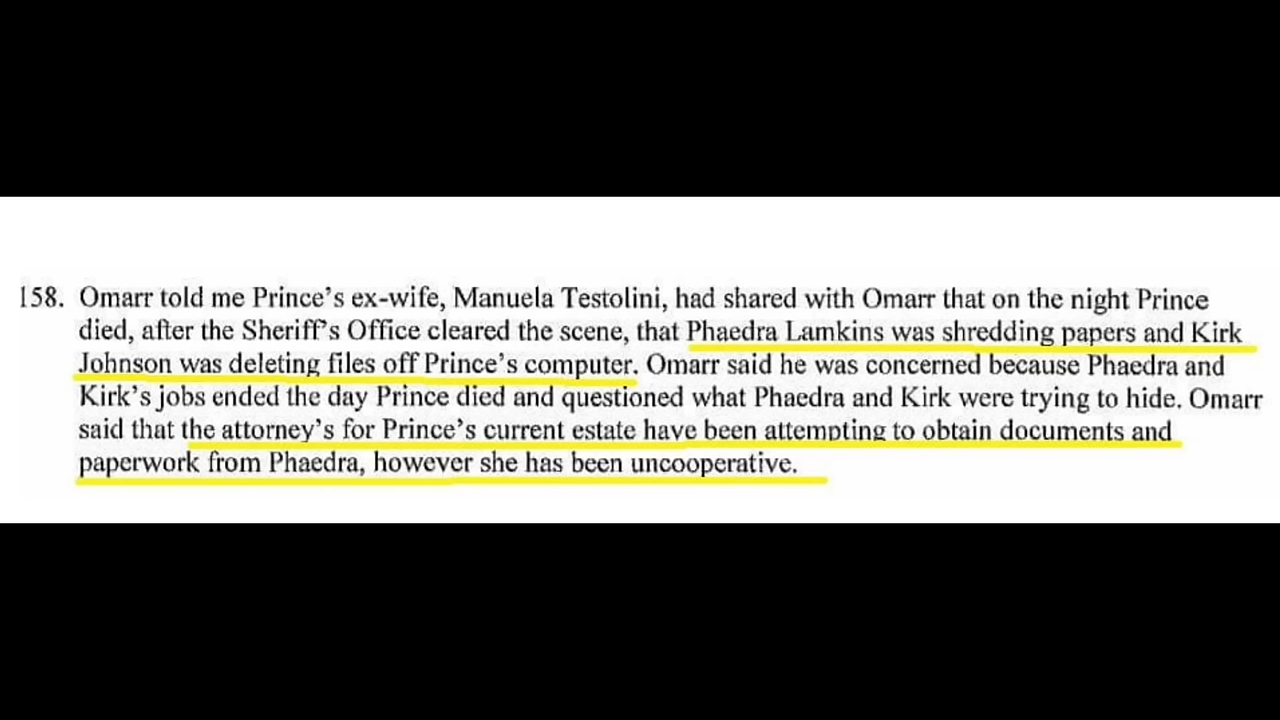 158. Omarr told me Prince's ex-wife, Manuela Testolini, had shared with Omarr that on the night Prince
died, after the Sheriff's Office cleared the scene, that Phaedra Lamkins was shredding papers and Kirk
Johnson was deleting files off Prince's computer. Omarr said he was concerned because Phaedra and
Kirk's jobs ended the day Prince died and questioned what Phaedra and Kirk were trying to hide. Omarr
said that the attorney's for Prince's current estate have been attempting to obtain documents and
paperwork from Phaedra, however she has been uncooperative.